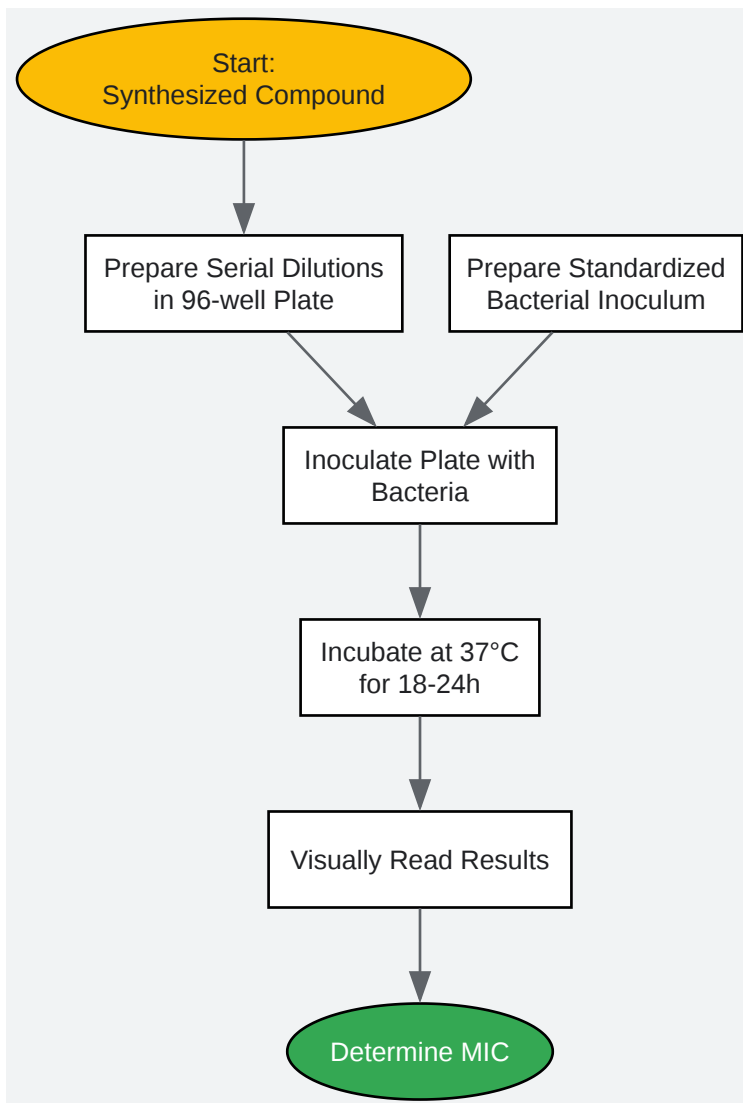 Start:
Synthesized Compound
Prepare Serial Dilutions
in 96-well Plate
Prepare Standardized
Bacterial Inoculum
Inoculate Plate with
Bacteria
Incubate at 37°C
for 18-24h
Visually Read Results
Determine MIC